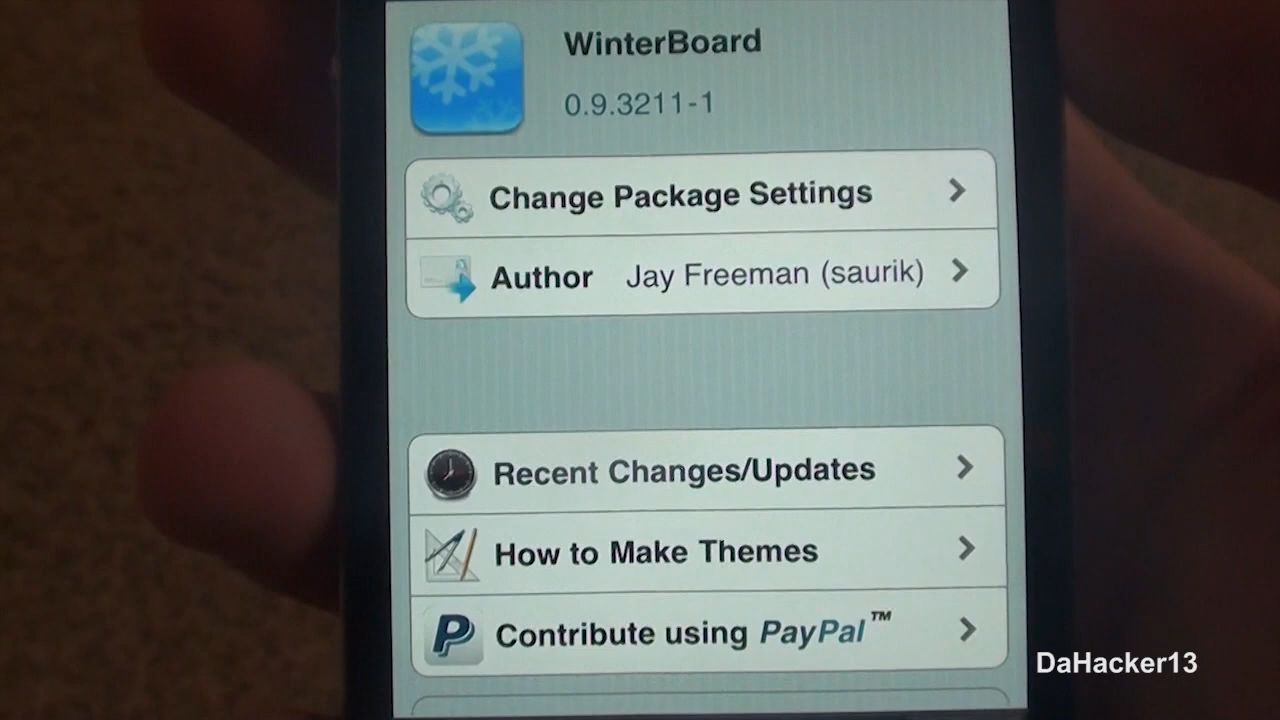 WinterBoard
0.9.3211-1
Change Package Settings
Author Jay Freeman (saurik)
Recent Changes/Updates
How to Make Themes
Contribute using PayPal™
DaHacker13